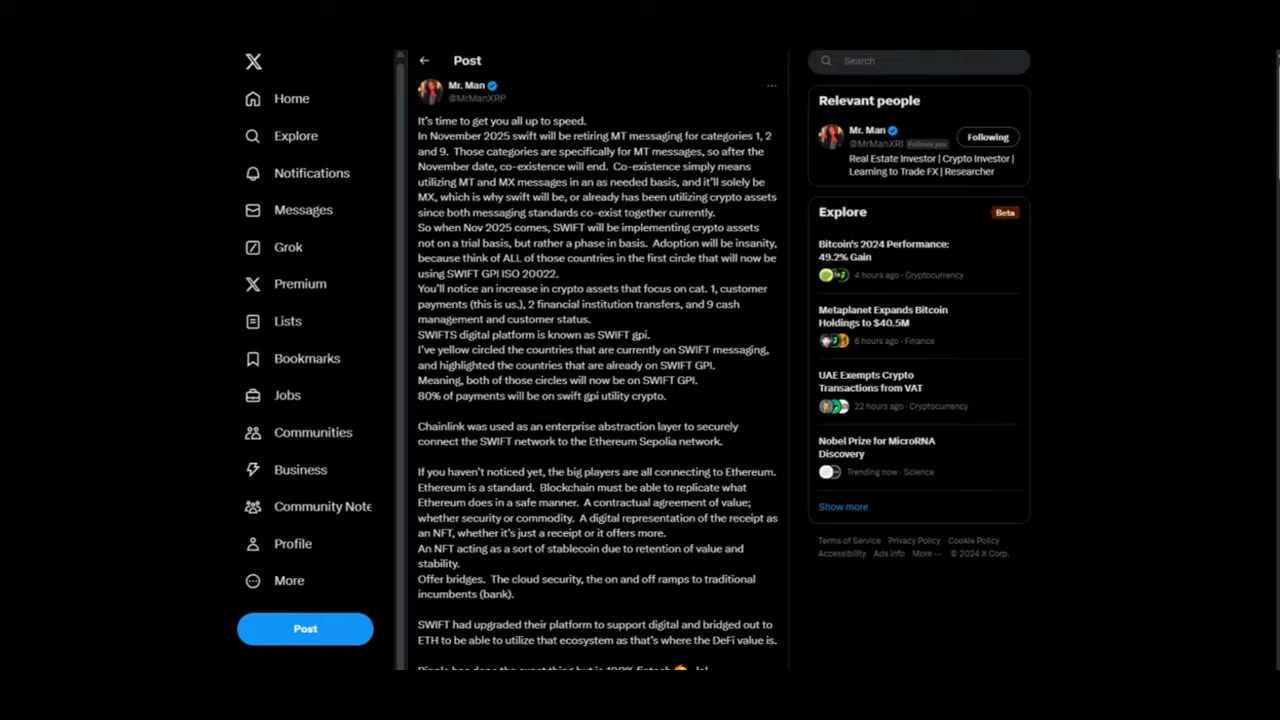 Home
Explore
Notifications
Messages
Grok
Premium
Lists
Bookmarks
Jobs
Communities
Business
Community Note
Profile
More
Post
Post
Mr. Man
@MrManXRP
It's time to get you all up to speed.
In November 2025 swift will be retiring MT messaging for categories 1, 2
and 9. Those categories are specifically for MT messages, so after the
November date, co-existence will end. Co-existence simply means
utilizing MT and MX messages in an as needed basis, and it'll solely be
MX, which is why swift will be, or already has been utilizing crypto assets
since both messaging standards co-exist together currently.
So when Nov 2025 comes, SWIFT will be implementing crypto assets
not on a trial basis, but rather a phase in basis. Adoption will be insanity,
because think of ALL of those countries in the first circle that will now be
using SWIFT GPI ISO 20022.
You'll notice an increase in crypto assets that focus on cat. 1, customer
payments (this is us.), 2 financial institution transfers, and 9 cash
management and customer status.
SWIFTS digital platform is known as SWIFT gpi.
I've yellow circled the countries that are currently on SWIFT messaging,
and highlighted the countries that are already on SWIFT GPI.
Meaning, both of those circles will now be on SWIFT GPI.
80% of payments will be on swift gpi utility crypto.
Chainlink was used as an enterprise abstraction layer to securely
connect the SWIFT network to the Ethereum Sepolia network.
If you haven't noticed yet, the big players are all connecting to Ethereum.
Ethereum is a standard. Blockchain must be able to replicate what
Ethereum does in a safe manner. A contractual agreement of value;
whether security or commodity. A digital representation of the receipt as
an NFT, whether it's just a receipt or it offers more.
An NFT acting as a sort of stablecoin due to retention of value and
stability.
Offer bridges. The cloud security, the on and off ramps to traditional
incumbents (bank).
SWIFT had upgraded their platform to support digital and bridged out to
ETH to be able to utilize that ecosystem as that's where the DeFi value is.
Search
Relevant people
Mr. Man
@MrManXRI Follows you
Following
Real Estate Investor | Crypto Investor |
Learning to Trade FX | Researcher
Explore
Beta
Bitcoin's 2024 Performance:
49.2% Gain
4 hours ago · Cryptocurrency
Metaplanet Expands Bitcoin
Holdings to $40.5M
6 hours ago · Finance
UAE Exempts Crypto
Transactions from VAT
22 hours ago · Cryptocurrency
Nobel Prize for MicroRNA
Discovery
Trending now · Science
Show more
Terms of Service Privacy Policy Cookie Policy
Accessibility Ads info More ··· © 2024 X Corp.